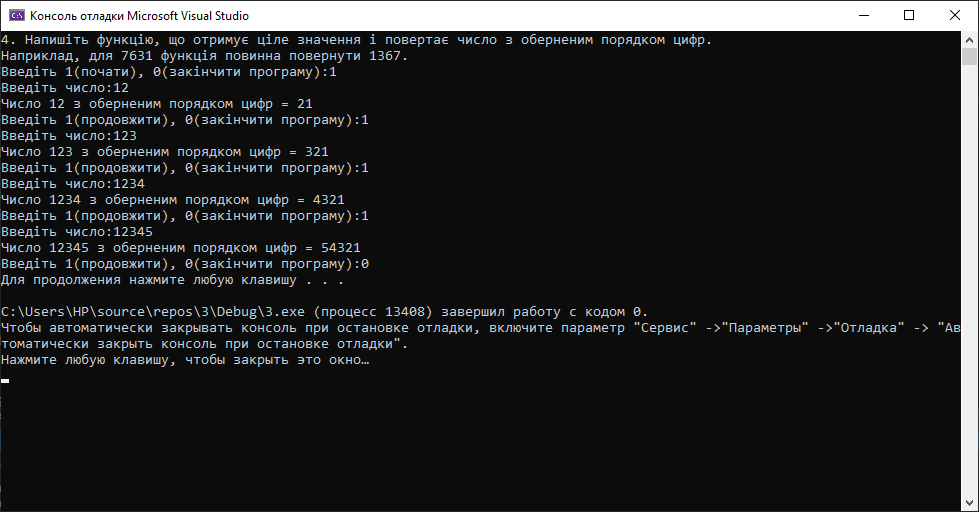 Консоль отладки Microsoft Visual Studio
4. Напишіть функцію, що отримує ціле значення і повертає число з оберненим порядком цифр.
Наприклад, для 7631 функція повинна повернути 1367.
Введіть 1(почати), 0(закінчити програму):1
Введіть число:12
Число 12 з оберненим порядком цифр = 21
Введіть 1(продовжити), 0(закінчити програму):1
Введіть число:123
Число 123 з оберненим порядком цифр = 321
Введіть 1(продовжити), 0(закінчити програму):1
Введіть число:1234
Число 1234 з оберненим порядком цифр = 4321
Введіть 1(продовжити), 0(закінчити програму):1
Введіть число:12345
Число 12345 з оберненим порядком цифр = 54321
Введіть 1(продовжити), 0(закінчити програму):0
Для продолжения нажмите любую клавишу . . .
C:\Users\HP\source\repos\3\Debug\3.exe (процесс 13408) завершил работу с кодом 0.
Чтобы автоматически закрывать консоль при остановке отладки, включите параметр "Сервис" ->"Параметры" ->"Отладка" -> "Ав
томатически закрыть консоль при остановке отладки".
Нажмите любую клавишу, чтобы закрыть это окно…